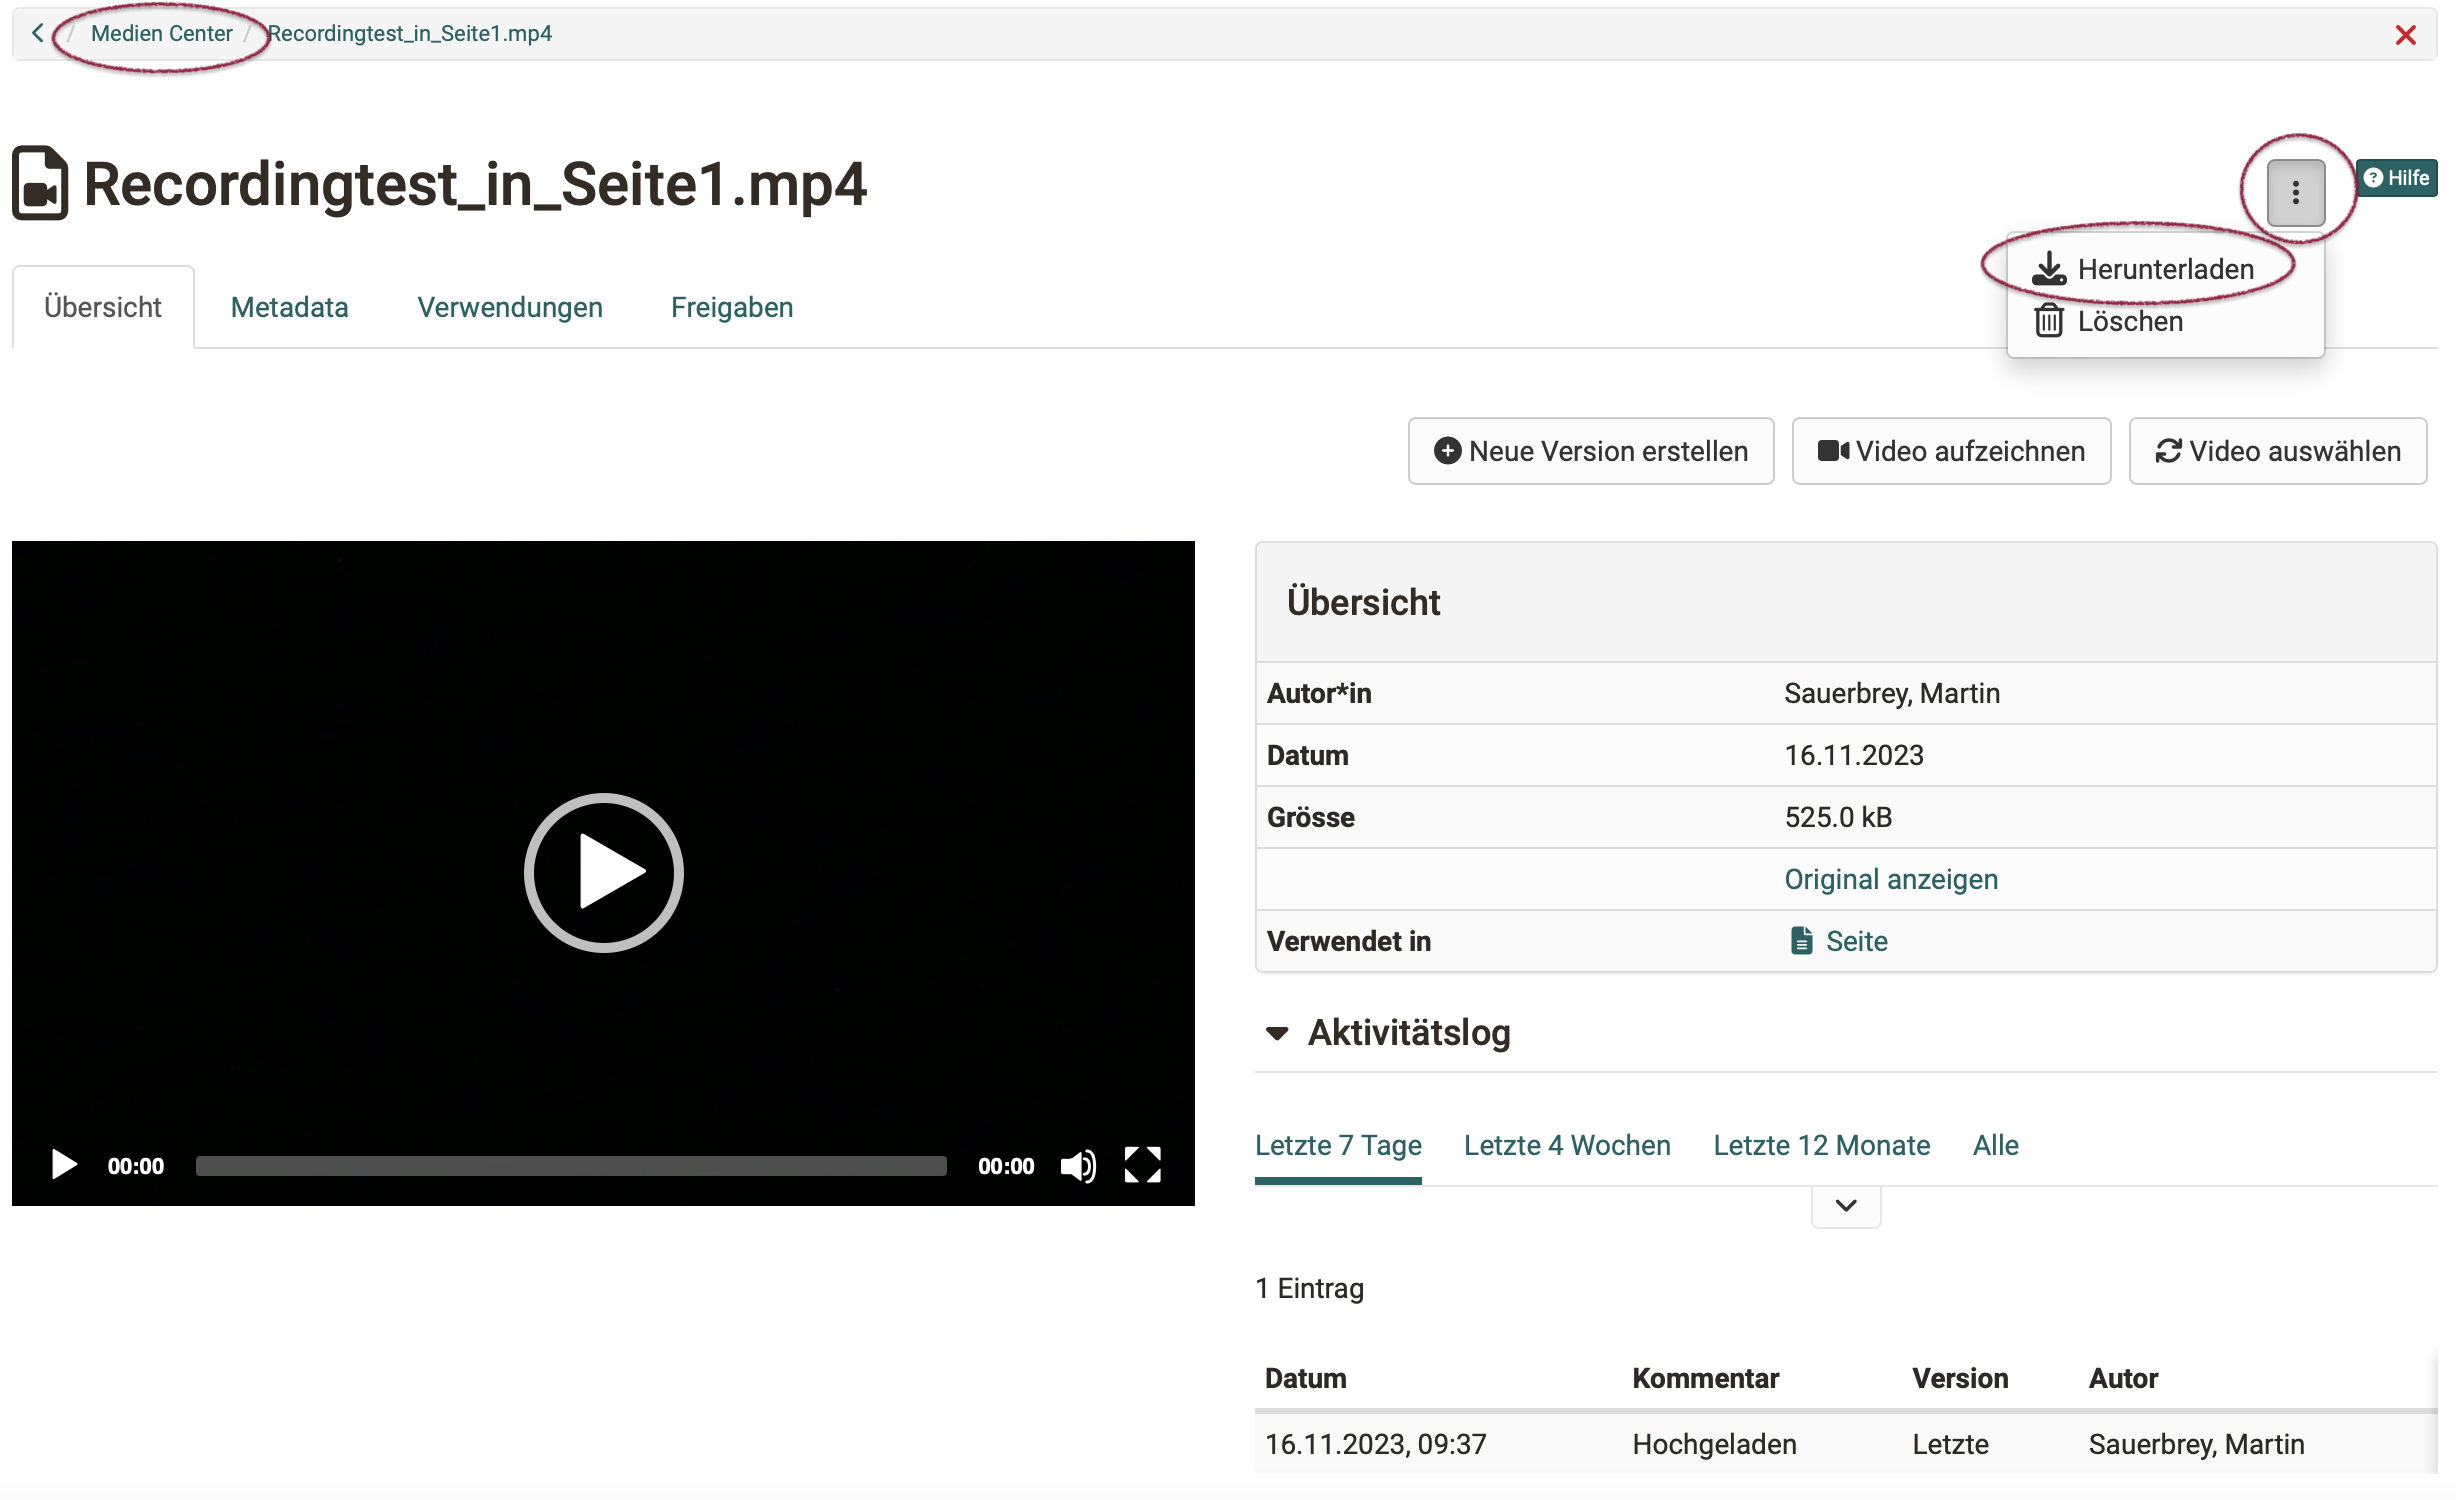 / Medien Center / Recordingtest_in_Seite1.mp4
Recordingtest_in_Seite1.mp4
Hilfe
Herunterladen
Löschen
Übersicht Metadata Verwendungen Freigaben
Neue Version erstellen Video aufzeichnen Video auswählen
Übersicht
Autor*in Sauerbrey, Martin
Datum 16.11.2023
Grösse 525.0 kB
Original anzeigen
Verwendet in Seite
00:00 00:00
Aktivitätslog
Letzte 7 Tage Letzte 4 Wochen Letzte 12 Monate Alle
1 Eintrag
Datum Kommentar Version Autor
16.11.2023, 09:37 Hochgeladen Letzte Sauerbrey, Martin